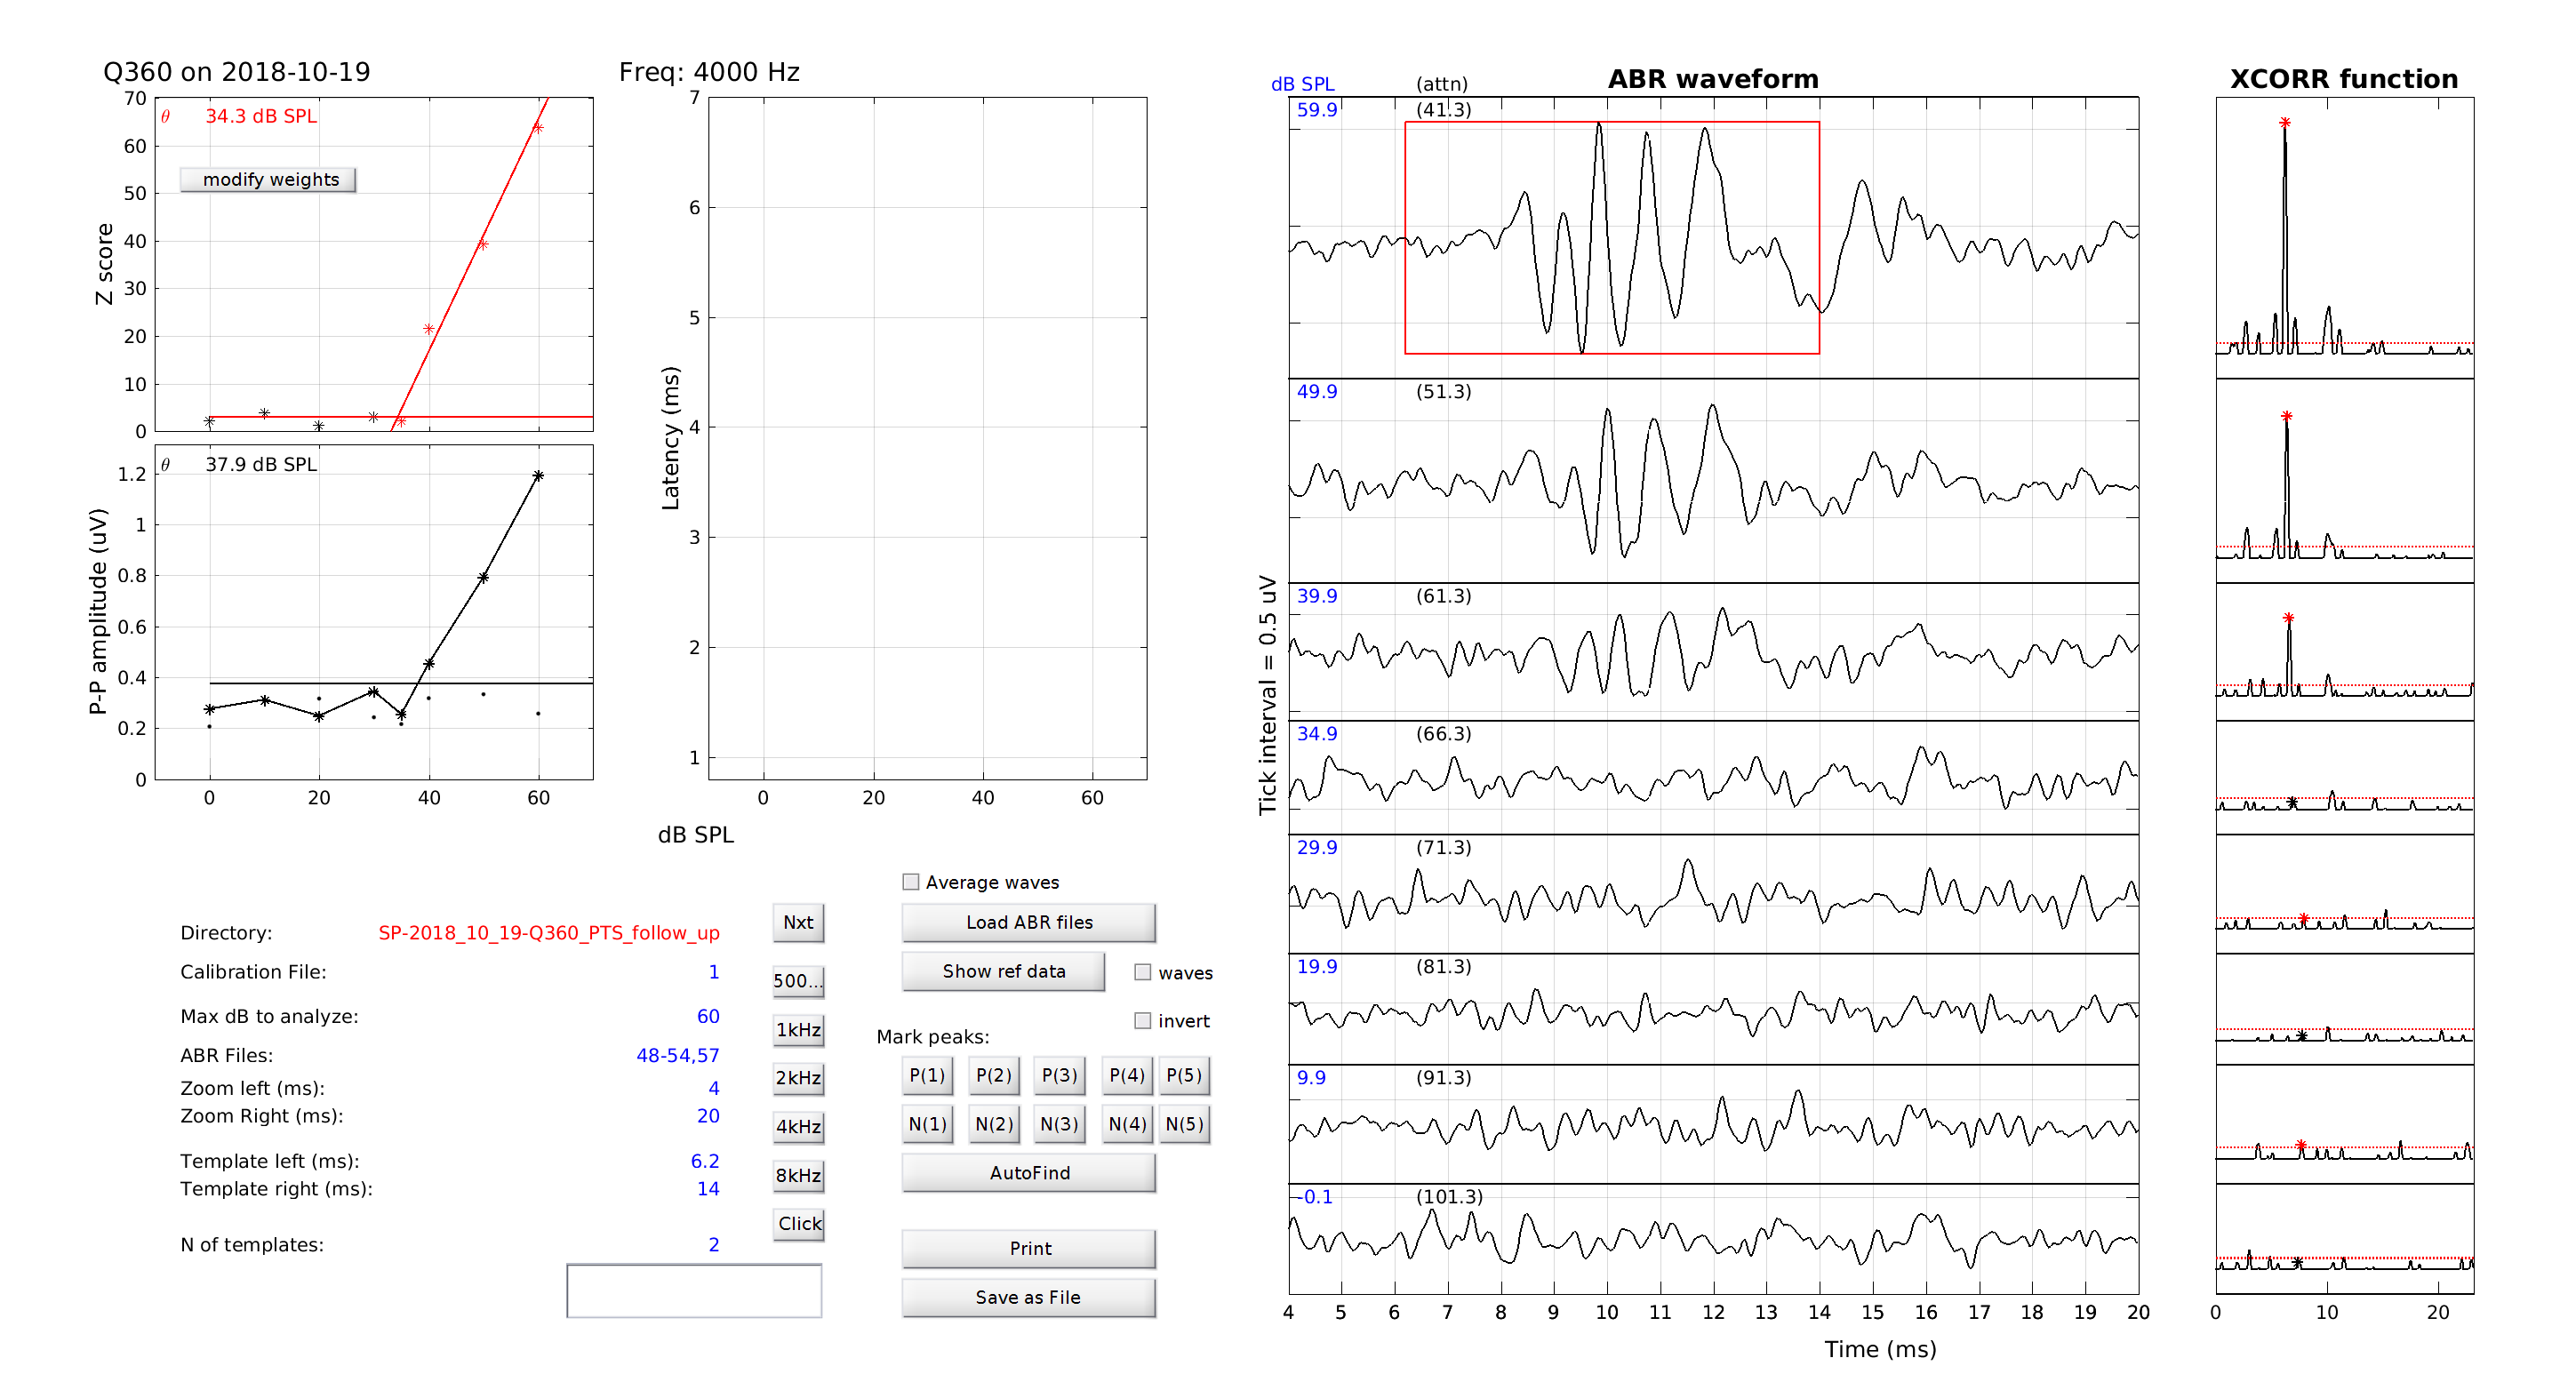 Q360 on 2018-10-19
Freq: 4000 Hz
θ 34.3 dB SPL
modify weights
Z score
70
60
50
40
30
20
10
0
θ 37.9 dB SPL
P-P amplitude (uV)
1.2
1
0.8
0.6
0.4
0.2
0
0 20 40 60
Latency (ms)
7
6
5
4
3
2
1
0 20 40 60
dB SPL
Directory: SP-2018_10_19-Q360_PTS_follow_up
Calibration File: 1
Max dB to analyze: 60
ABR Files: 48-54,57
Zoom left (ms): 4
Zoom Right (ms): 20
Template left (ms): 6.2
Template right (ms): 14
N of templates: 2
Nxt
500...
1kHz
2kHz
4kHz
8kHz
Click
Average waves
Load ABR files
Show ref data
waves
invert
Mark peaks:
P(1) P(2) P(3) P(4) P(5)
N(1) N(2) N(3) N(4) N(5)
AutoFind
Print
Save as File
dB SPL (attn) ABR waveform
59.9 (41.3)
49.9 (51.3)
39.9 (61.3)
34.9 (66.3)
29.9 (71.3)
19.9 (81.3)
9.9 (91.3)
-0.1 (101.3)
Tick interval = 0.5 uV
4 5 6 7 8 9 10 11 12 13 14 15 16 17 18 19 20
Time (ms)
XCORR function
0 10 20